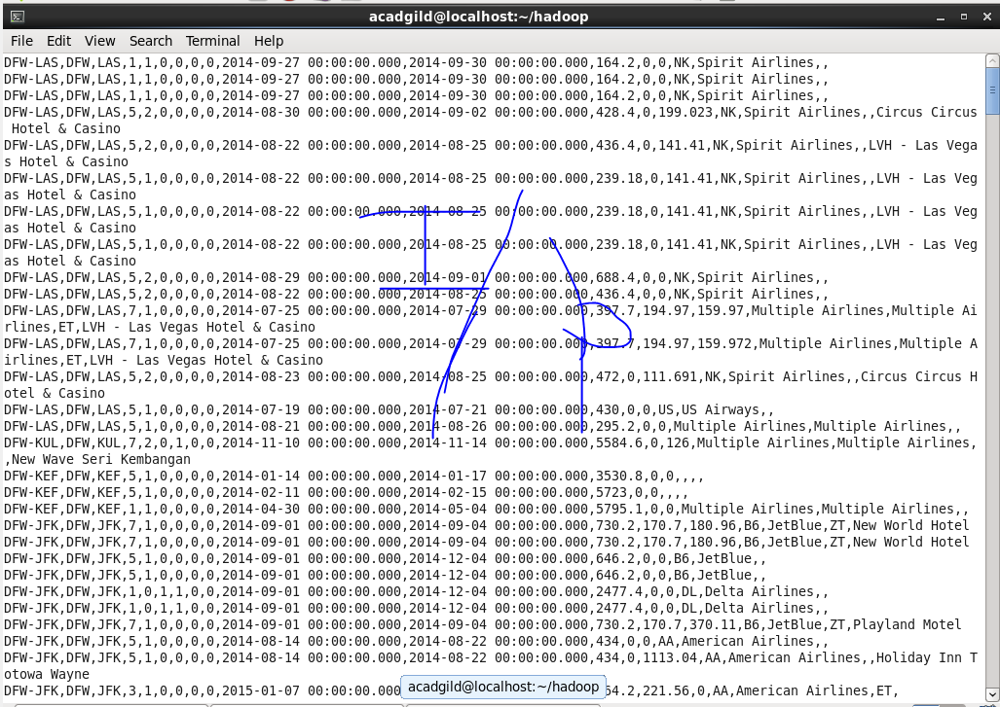 acadgild@localhost:~/hadoop
File Edit View Search Terminal Help
DFW-LAS,DFW,LAS,1,1,0,0,0,0,2014-09-27 00:00:00.000,2014-09-30 00:00:00.000,164.2,0,0,NK,Spirit Airlines,,
DFW-LAS,DFW,LAS,1,1,0,0,0,0,2014-09-27 00:00:00.000,2014-09-30 00:00:00.000,164.2,0,0,NK,Spirit Airlines,,
DFW-LAS,DFW,LAS,1,1,0,0,0,0,2014-09-27 00:00:00.000,2014-09-30 00:00:00.000,164.2,0,0,NK,Spirit Airlines,,
DFW-LAS,DFW,LAS,5,2,0,0,0,0,2014-08-30 00:00:00.000,2014-09-02 00:00:00.000,428.4,0,199.023,NK,Spirit Airlines,,Circus Circus
Hotel & Casino
DFW-LAS,DFW,LAS,5,2,0,0,0,0,2014-08-22 00:00:00.000,2014-08-25 00:00:00.000,436.4,0,141.41,NK,Spirit Airlines,,LVH - Las Vega
s Hotel & Casino
DFW-LAS,DFW,LAS,5,1,0,0,0,0,2014-08-22 00:00:00.000,2014-08-25 00:00:00.000,239.18,0,141.41,NK,Spirit Airlines,,LVH - Las Veg
as Hotel & Casino
DFW-LAS,DFW,LAS,5,1,0,0,0,0,2014-08-22 00:00:00.000,2014-08-25 00:00:00.000,239.18,0,141.41,NK,Spirit Airlines,,LVH - Las Veg
as Hotel & Casino
DFW-LAS,DFW,LAS,5,1,0,0,0,0,2014-08-22 00:00:00.000,2014-08-25 00:00:00.000,239.18,0,141.41,NK,Spirit Airlines,,LVH - Las Veg
as Hotel & Casino
DFW-LAS,DFW,LAS,5,2,0,0,0,0,2014-08-29 00:00:00.000,2014-09-01 00:00:00.000,688.4,0,0,NK,Spirit Airlines,,
DFW-LAS,DFW,LAS,5,2,0,0,0,0,2014-08-22 00:00:00.000,2014-08-25 00:00:00.000,436.4,0,0,NK,Spirit Airlines,,
DFW-LAS,DFW,LAS,7,1,0,0,0,0,2014-07-25 00:00:00.000,2014-07-29 00:00:00.000,397.7,194.97,159.97,Multiple Airlines,Multiple Ai
rlines,ET,LVH - Las Vegas Hotel & Casino
DFW-LAS,DFW,LAS,7,1,0,0,0,0,2014-07-25 00:00:00.000,2014-07-29 00:00:00.000,397.7,194.97,159.972,Multiple Airlines,Multiple A
irlines,ET,LVH - Las Vegas Hotel & Casino
DFW-LAS,DFW,LAS,5,2,0,0,0,0,2014-08-23 00:00:00.000,2014-08-25 00:00:00.000,472,0,111.691,NK,Spirit Airlines,,Circus Circus H
otel & Casino
DFW-LAS,DFW,LAS,5,1,0,0,0,0,2014-07-19 00:00:00.000,2014-07-21 00:00:00.000,430,0,0,US,US Airways,,
DFW-LAS,DFW,LAS,5,1,0,0,0,0,2014-08-21 00:00:00.000,2014-08-26 00:00:00.000,295.2,0,0,Multiple Airlines,Multiple Airlines,,
DFW-KUL,DFW,KUL,7,2,0,1,0,0,2014-11-10 00:00:00.000,2014-11-14 00:00:00.000,5584.6,0,126,Multiple Airlines,Multiple Airlines,
,New Wave Seri Kembangan
DFW-KEF,DFW,KEF,5,1,0,0,0,0,2014-01-14 00:00:00.000,2014-01-17 00:00:00.000,3530.8,0,0,,,,
DFW-KEF,DFW,KEF,5,1,0,0,0,0,2014-02-11 00:00:00.000,2014-02-15 00:00:00.000,5723,0,0,,,,
DFW-KEF,DFW,KEF,1,1,0,0,0,0,2014-04-30 00:00:00.000,2014-05-04 00:00:00.000,5795.1,0,0,Multiple Airlines,Multiple Airlines,,
DFW-JFK,DFW,JFK,7,1,0,0,0,0,2014-09-01 00:00:00.000,2014-09-04 00:00:00.000,730.2,170.7,180.96,B6,JetBlue,ZT,New World Hotel
DFW-JFK,DFW,JFK,7,1,0,0,0,0,2014-09-01 00:00:00.000,2014-09-04 00:00:00.000,730.2,170.7,180.96,B6,JetBlue,ZT,New World Hotel
DFW-JFK,DFW,JFK,5,1,0,0,0,0,2014-09-01 00:00:00.000,2014-12-04 00:00:00.000,646.2,0,0,B6,JetBlue,,
DFW-JFK,DFW,JFK,5,1,0,0,0,0,2014-09-01 00:00:00.000,2014-12-04 00:00:00.000,646.2,0,0,B6,JetBlue,,
DFW-JFK,DFW,JFK,1,0,1,1,0,0,2014-09-01 00:00:00.000,2014-12-04 00:00:00.000,2477.4,0,0,DL,Delta Airlines,,
DFW-JFK,DFW,JFK,1,0,1,1,0,0,2014-09-01 00:00:00.000,2014-12-04 00:00:00.000,2477.4,0,0,DL,Delta Airlines,,
DFW-JFK,DFW,JFK,7,1,0,0,0,0,2014-09-01 00:00:00.000,2014-09-04 00:00:00.000,730.2,170.7,370.11,B6,JetBlue,ZT,Playland Motel
DFW-JFK,DFW,JFK,5,1,0,0,0,0,2014-08-14 00:00:00.000,2014-08-22 00:00:00.000,434,0,0,AA,American Airlines,,
DFW-JFK,DFW,JFK,5,1,0,0,0,0,2014-08-14 00:00:00.000,2014-08-22 00:00:00.000,434,0,1113.04,AA,American Airlines,,Holiday Inn T
otowa Wayne
DFW-JFK,DFW,JFK,3,1,0,0,0,0,2015-01-07 00:00:00.000 64.2,221.56,0,AA,American Airlines,ET,
acadgild@localhost:~/hadoop
I/P